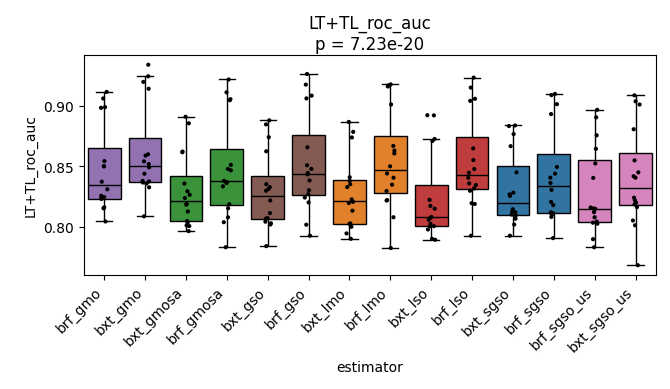 LT+TL_roc_auc
p = 7.23e-20
LT+TL_roc_auc
0.90
0.85
0.80
brf_gmo
bxt_gmo
bxt_gmosa
brf_gmosa
bxt_gso
brf_gso
bxt_lmo
brf_lmo
bxt_lso
brf_lso
bxt_sgso
brf_sgso
brf_sgso_us
bxt_sgso_us
estimator